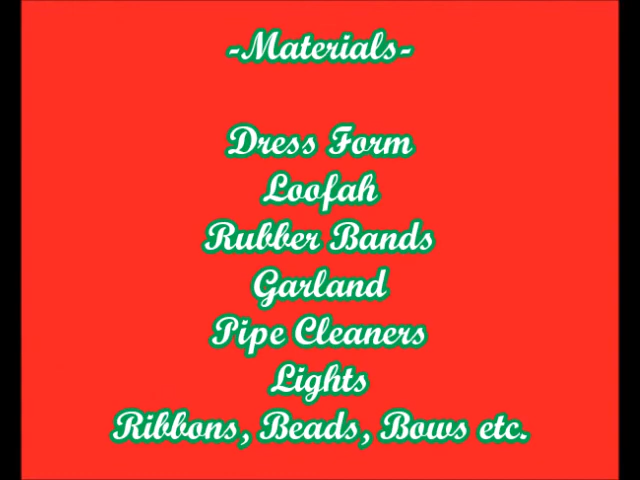 -Materials-
Dress Form
Loofah
Rubber Bands
Garland
Pipe Cleaners
Lights
Ribbons, Beads, Bows etc.